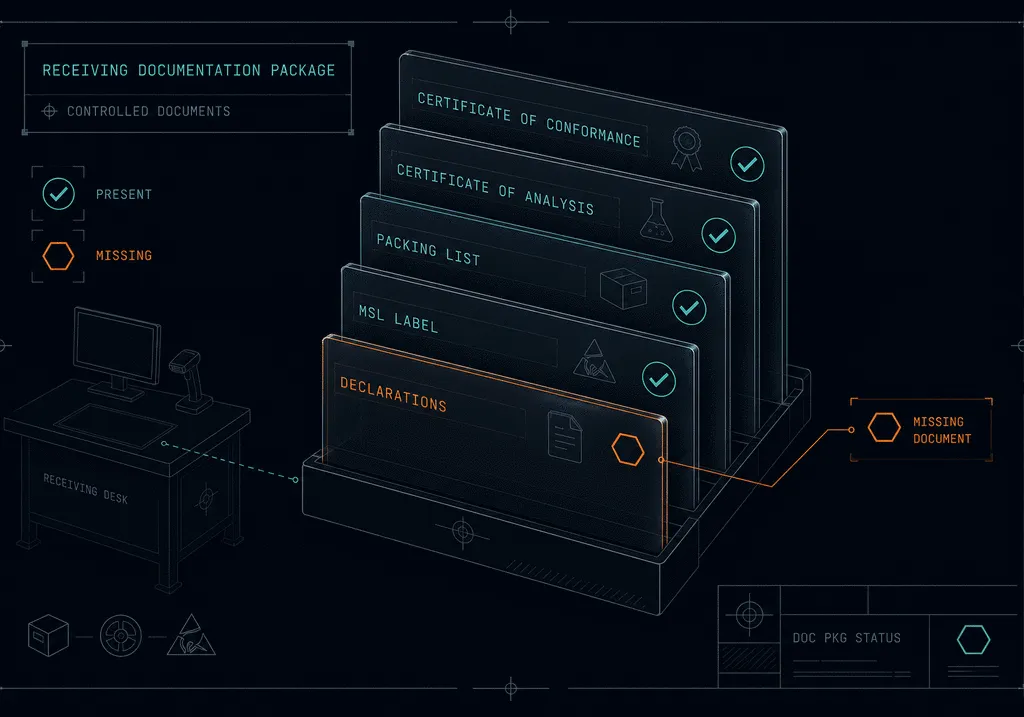 RECEIVING DOCUMENTATION PACKAGE
CONTROLLED DOCUMENTS
PRESENT
MISSING
CERTIFICATE OF CONFORMANCE
CERTIFICATE OF ANALYSIS
PACKING LIST
MSL LABEL
DECLARATIONS
MISSING
DOCUMENT
RECEIVING DESK
DOC PKG STATUS